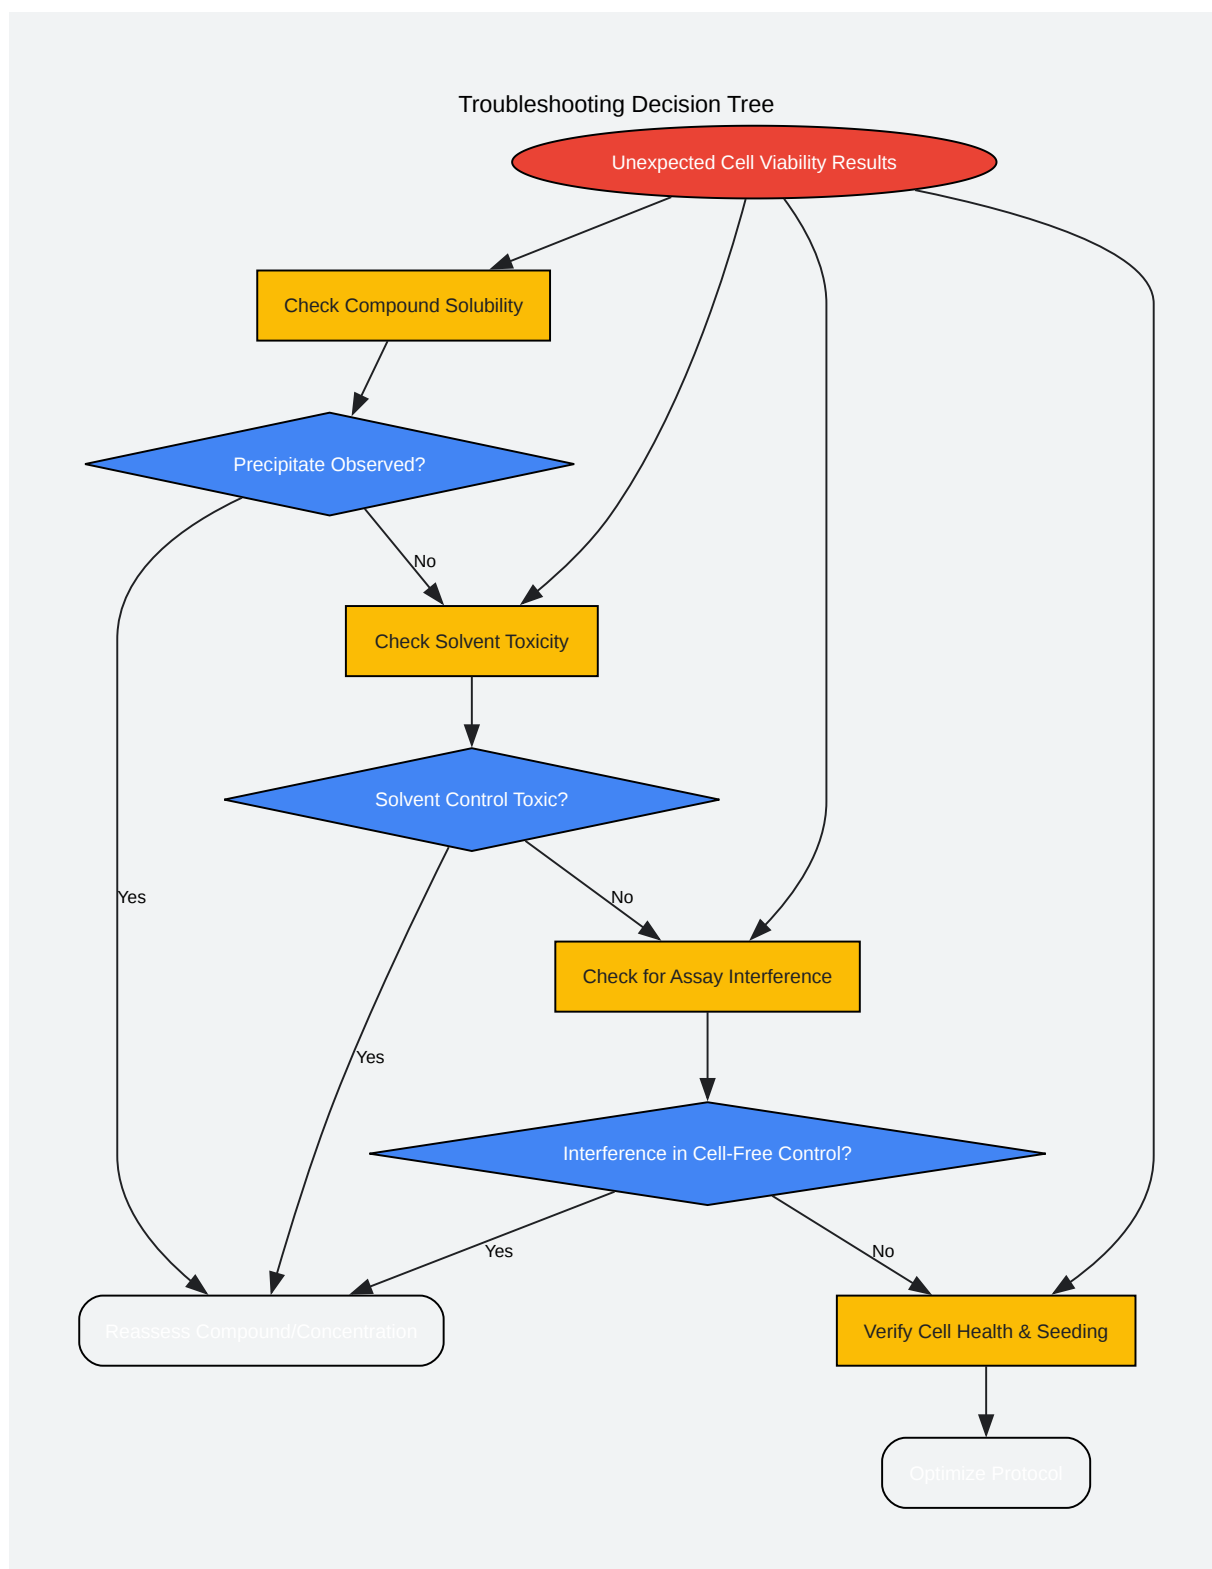 Troubleshooting Decision Tree
Unexpected Cell Viability Results
Check Compound Solubility
Precipitate Observed?
No
Check Solvent Toxicity
Solvent Control Toxic?
Yes
No
Check for Assay Interference
Yes
Interference in Cell-Free Control?
Yes
No
Reassess Compound/Concentration
Verify Cell Health & Seeding
Optimize Protocol